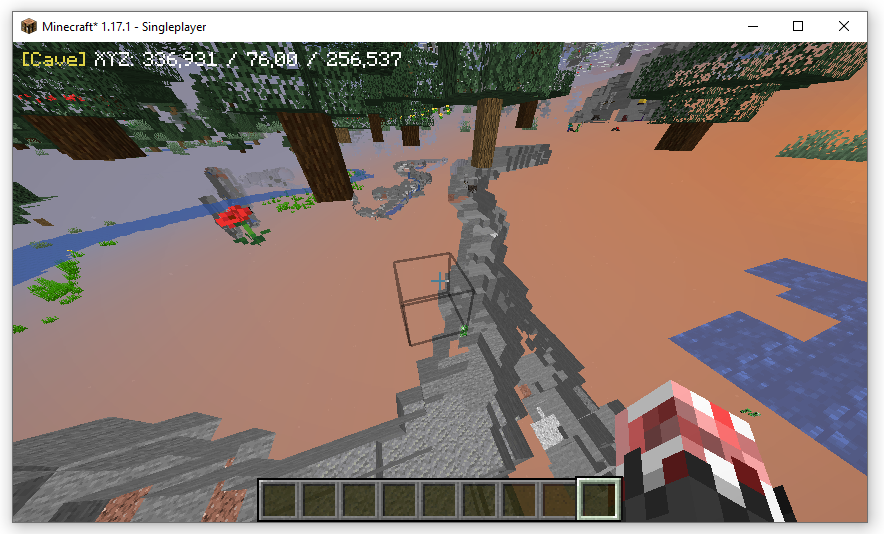 Minecraft* 1.17.1 - Singleplayer
[Cave] XYZ: 336,931 / 76,00 / 256,537